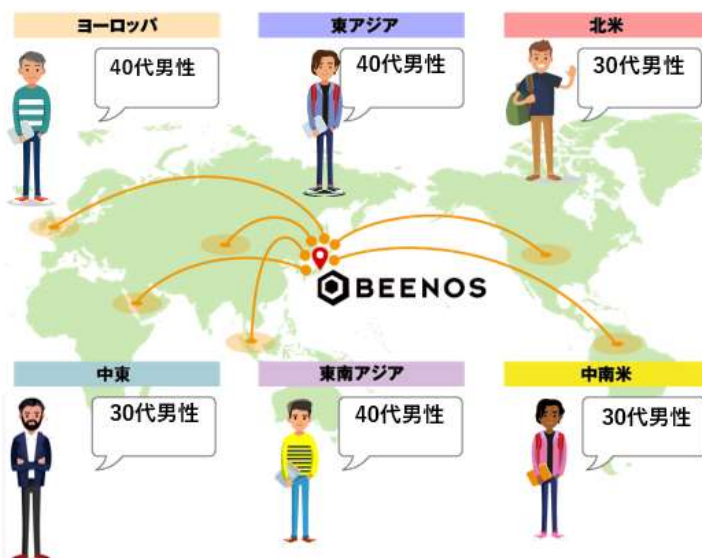 ヨーロッパ
東アジア
北米
40代男性
40代男性
30代男性
BEENOS
中東
東南アジア
中南米
30代男性
40代男性
30代男性